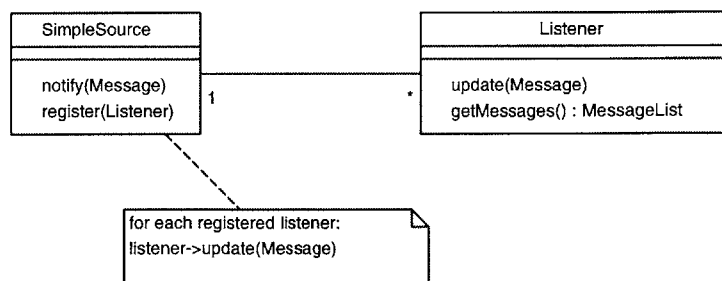 SimpleSource
notify(Message)
register(Listener)
1
*
Listener
update(Message)
getMessages() : MessageList
for each registered listener:
listener->update(Message)